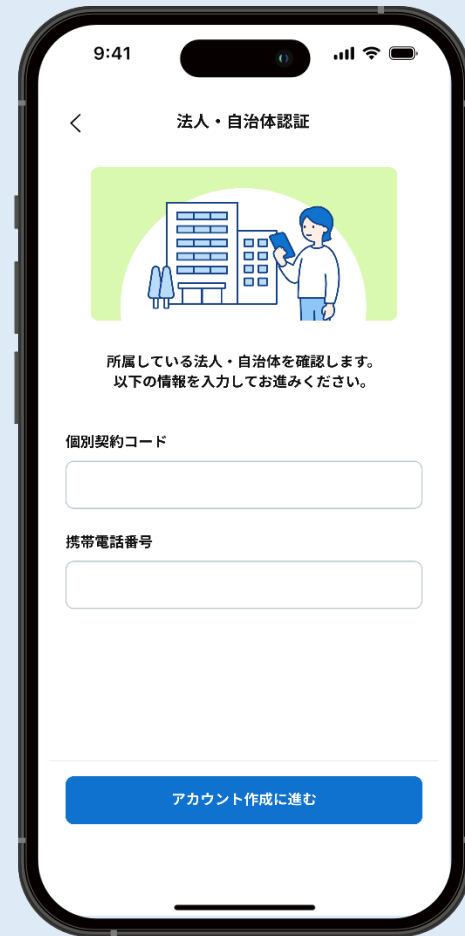 9:41
法人・自治体認証
所属している法人・自治体を確認します。
以下の情報を入力してお進みください。
個別契約コード
携帯電話番号
アカウント作成に進む